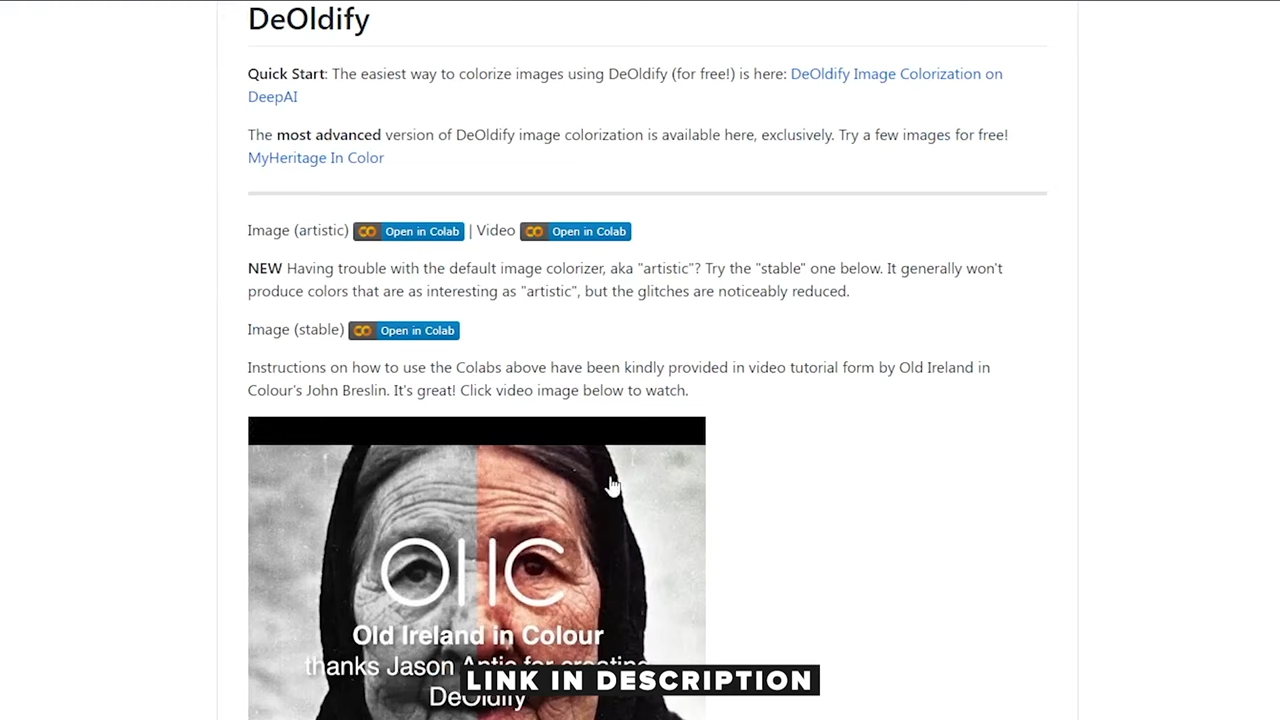 DeOldify
Quick Start: The easiest way to colorize images using DeOldify (for free!) is here: DeOldify Image Colorization on
DeepAI
The most advanced version of DeOldify image colorization is available here, exclusively. Try a few images for free!
MyHeritage In Color
Image (artistic) Open in Colab | Video Open in Colab
NEW Having trouble with the default image colorizer, aka "artistic"? Try the "stable" one below. It generally won't
produce colors that are as interesting as "artistic", but the glitches are noticeably reduced.
Image (stable) Open in Colab
Instructions on how to use the Colabs above have been kindly provided in video tutorial form by Old Ireland in
Colour's John Breslin. It's great! Click video image below to watch.
OIIC
Old Ireland in Colour
thanks Jason Antic for creating
DeOldify
LINK IN DESCRIPTION